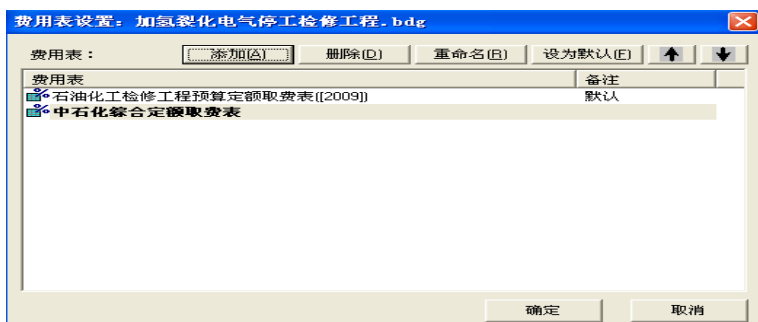 费用表设置：加氢裂化电气停工检修工程.bdg
费用表： 添加(A) 删除(D) 重命名(R) 设为默认(F)
费用表 备注
石油化工检修工程预算定额取费表([2009]) 默认
中石化综合定额取费表
确定 取消